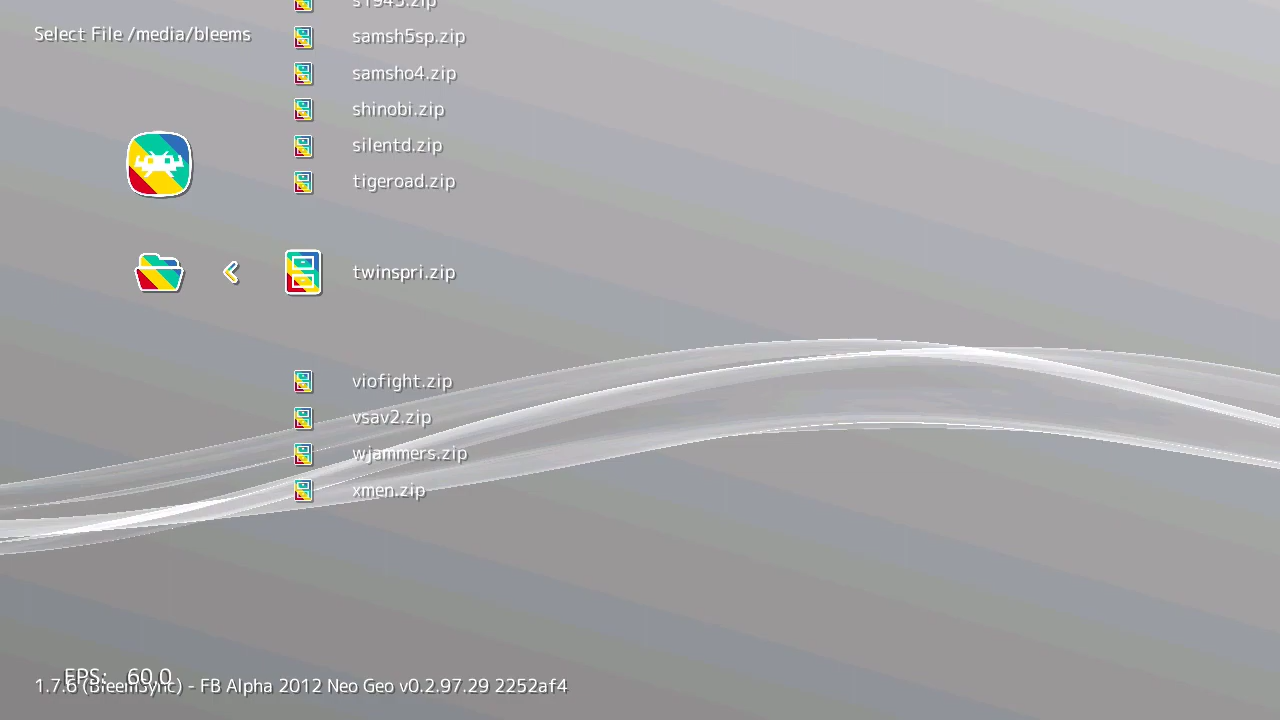 s1945.zip
Select File /media/bleems
samsh5sp.zip
samsho4.zip
shinobi.zip
silentd.zip
tigeroad.zip
twinspri.zip
viofight.zip
vsav2.zip
wjammers.zip
xmen.zip
FPS: 60.0
1.7.6 (BleemSync) - FB Alpha 2012 Neo Geo v0.2.97.29 2252af4